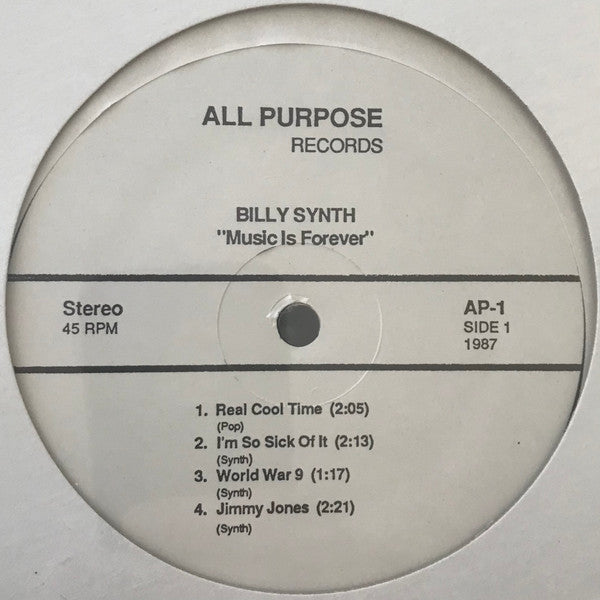 ALL PURPOSE
RECORDS
BILLY SYNTH
"Music Is Forever"
Stereo
45 RPM
AP-1
SIDE 1
1987
1. Real Cool Time (2:05)
(Pop)
2. I'm So Sick Of It (2:13)
(Synth)
3. World War 9 (1:17)
(Synth)
4. Jimmy Jones (2:21)
(Synth)